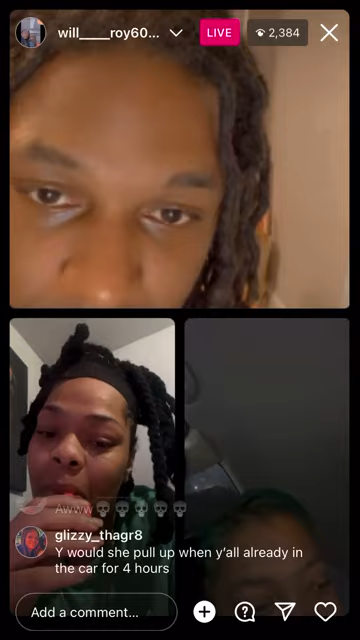 will____roy60...
LIVE
2,384
Awww💀💀💀💀💀
glizzy_thagr8
Y would she pull up when y'all already in
the car for 4 hours
Add a comment...